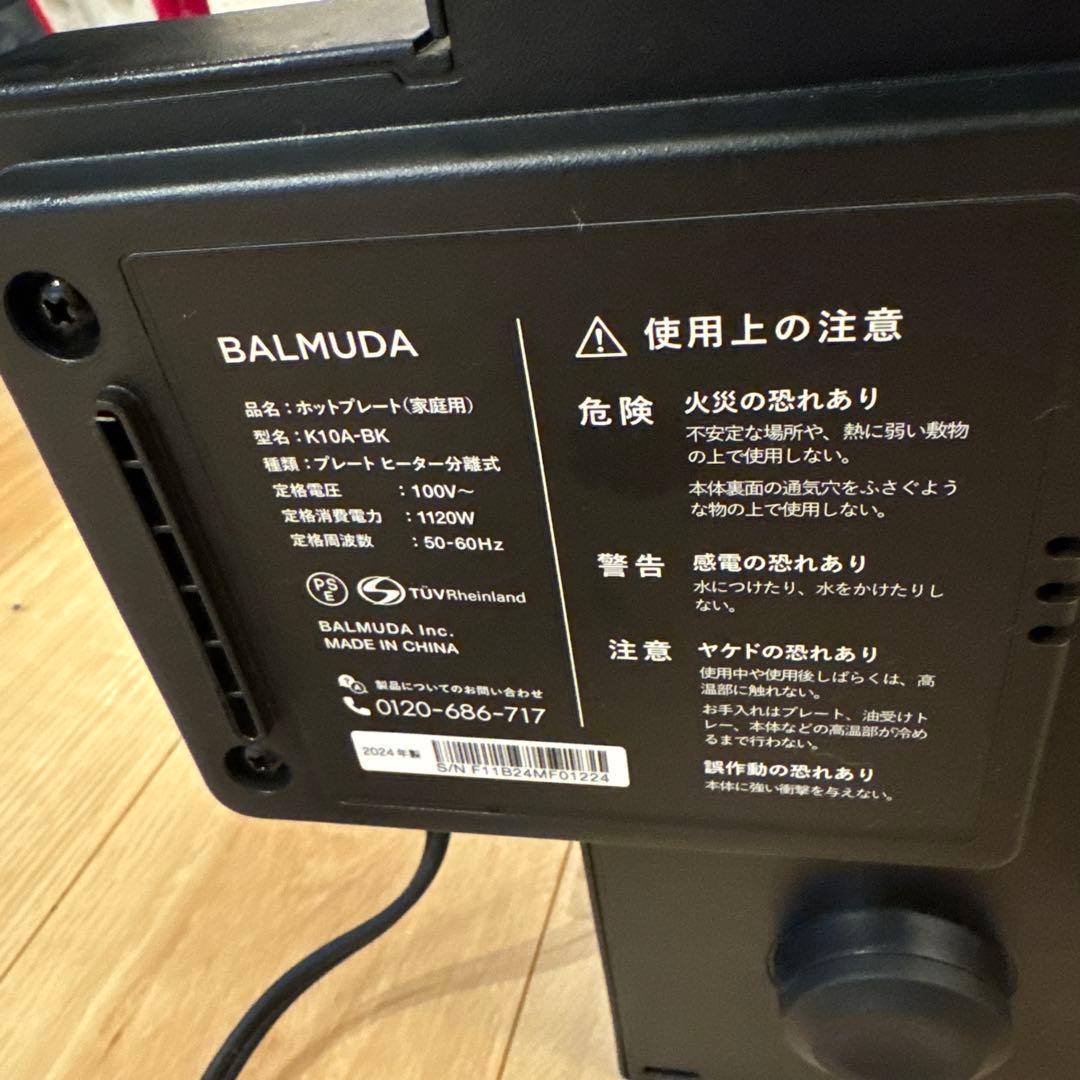 BALMUDA
品名：ホットプレート（家庭用）
型名：K10A-BK
種類：プレート ヒーター分離式
定格電圧 ：100V～
定格消費電力 ：1120W
定格周波数 ：50-60Hz
PSE TÜVRheinland
BALMUDA Inc.
MADE IN CHINA
製品についてのお問い合わせ
0120-686-717
2024年製
S/N F11B24MF01224
使用上の注意
危険 火災の恐れあり
不安定な場所や、熱に弱い敷物
の上で使用しない。
本体裏面の通気穴をふさぐよう
な物の上で使用しない。
警告 感電の恐れあり
水につけたり、水をかけたりし
ない。
注意 ヤケドの恐れあり
使用中や使用後しばらくは、高
温部に触れない。
お手入れはプレート、油受けト
レー、本体などの高温部が冷め
るまで行わない。
誤作動の恐れあり
本体に強い衝撃を与えない。